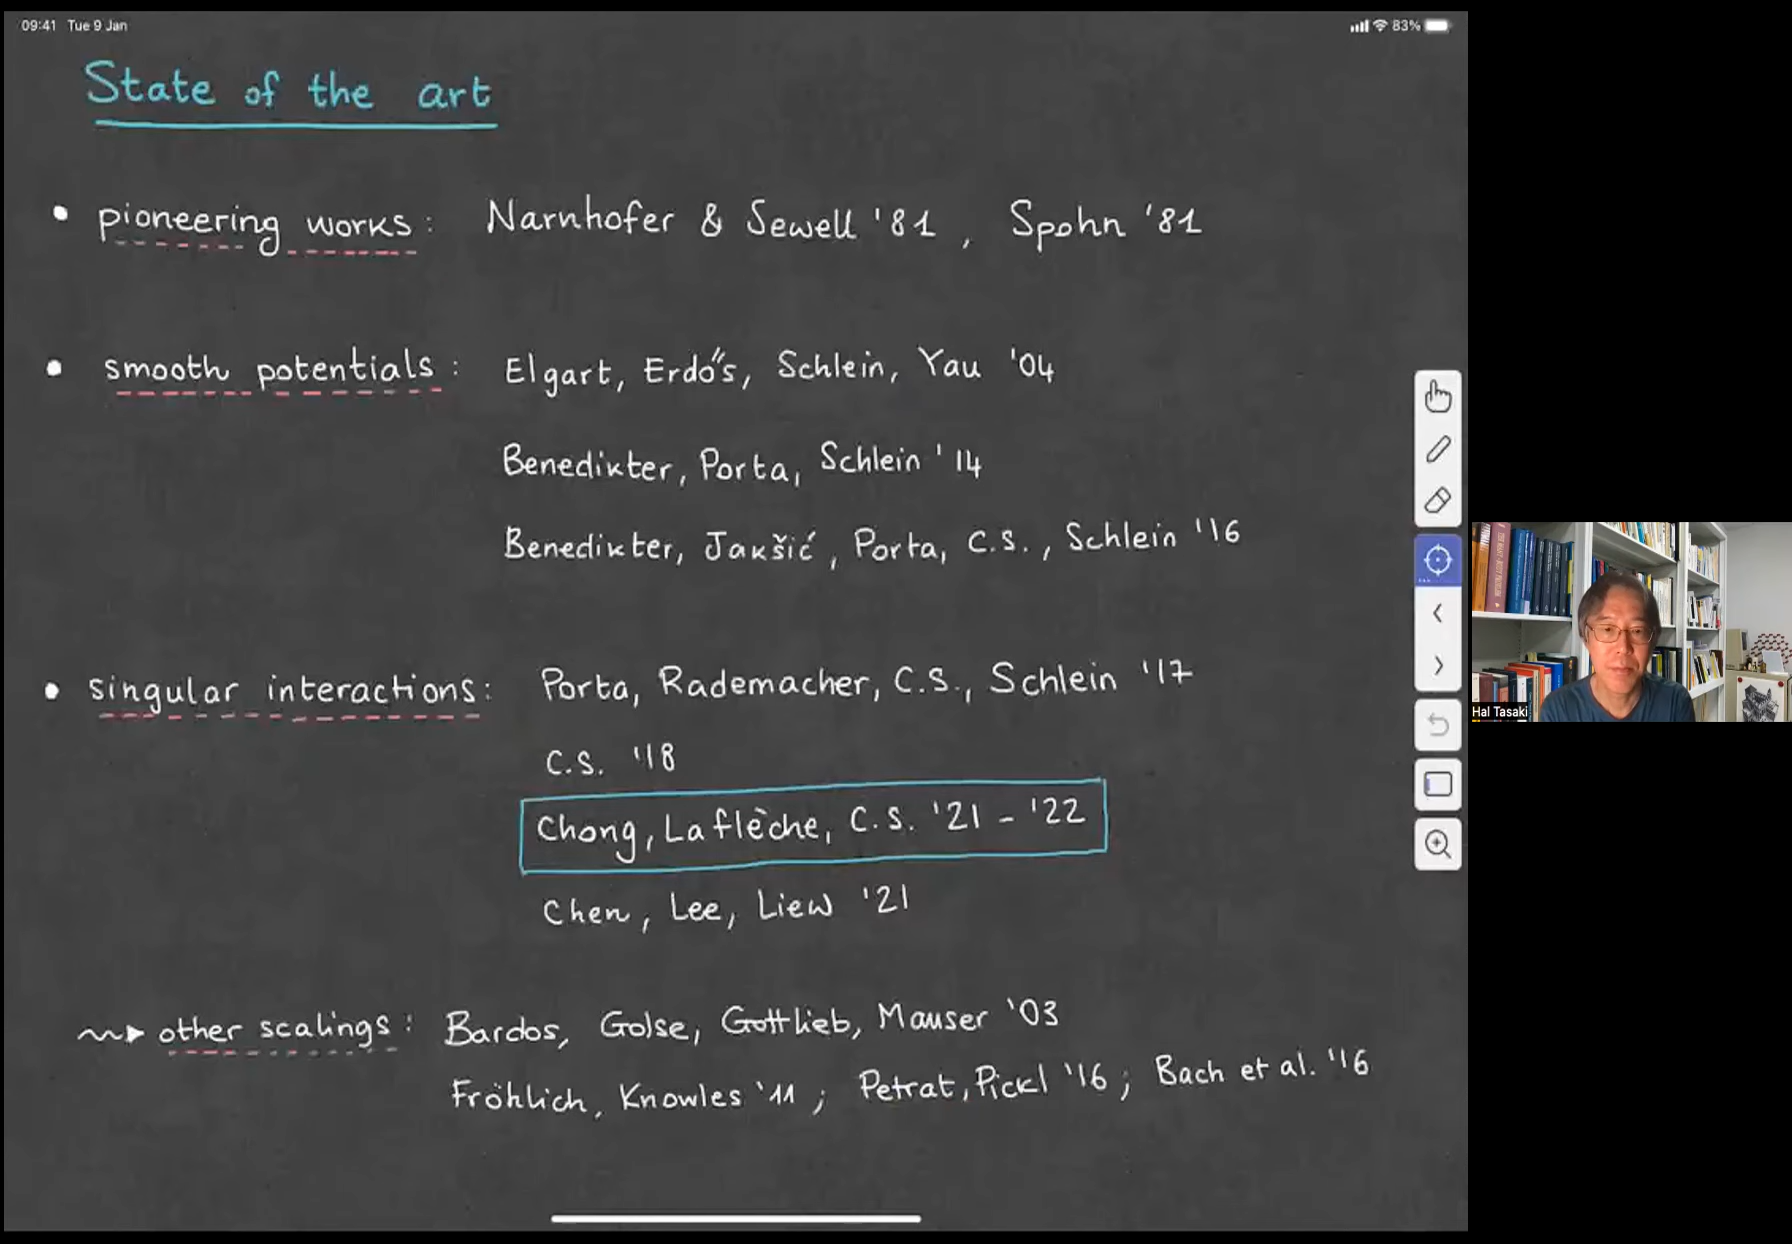 09:41 Tue 9 Jan
83%
State of the art
• pioneering works: Narnhofer & Sewell '81, Spohn '81
• smooth potentials: Elgart, Erdős, Schlein, Yau '04
Benedikter, Porta, Schlein '14
Benedikter, Jakšić, Porta, C.S., Schlein '16
• singular interactions: Porta, Rademacher, C.S., Schlein '17
C.S. '18
Chong, Laflèche, C.S. '21 - '22
Chen, Lee, Liew '21
other scalings: Bardos, Golse, Gottlieb, Mauser '03
Fröhlich, Knowles '11; Petrat, Pickl '16; Bach et al. '16
Hal Tasaki